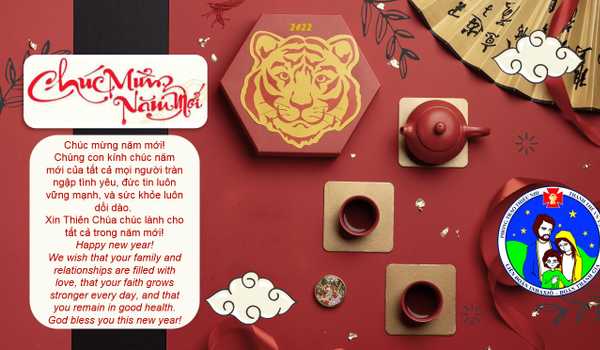 Chúc Mừng
Năm Mới
Chúc mừng năm mới!
Chúng con kính chúc năm
mới của tất cả mọi người tràn
ngập tình yêu, đức tin luôn
vững mạnh, và sức khỏe luôn
dồi dào.
Xin Thiên Chúa chúc lành cho
tất cả trong năm mới!
Happy new year!
We wish that your family and
relationships are filled with
love, that your faith grows
stronger every day, and that
you remain in good health.
God bless you this new year!
2022